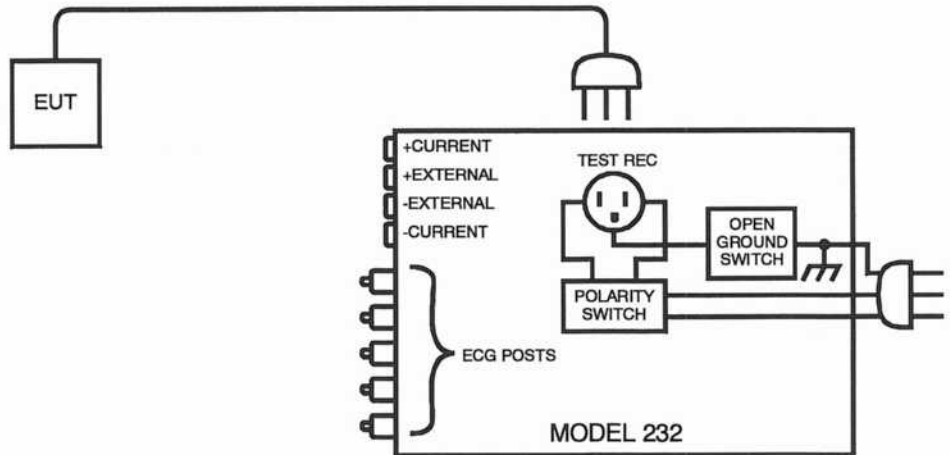 EUT
+CURRENT
+EXTERNAL
-EXTERNAL
-CURRENT
TEST REC
OPEN
GROUND
SWITCH
POLARITY
SWITCH
ECG POSTS
MODEL 232